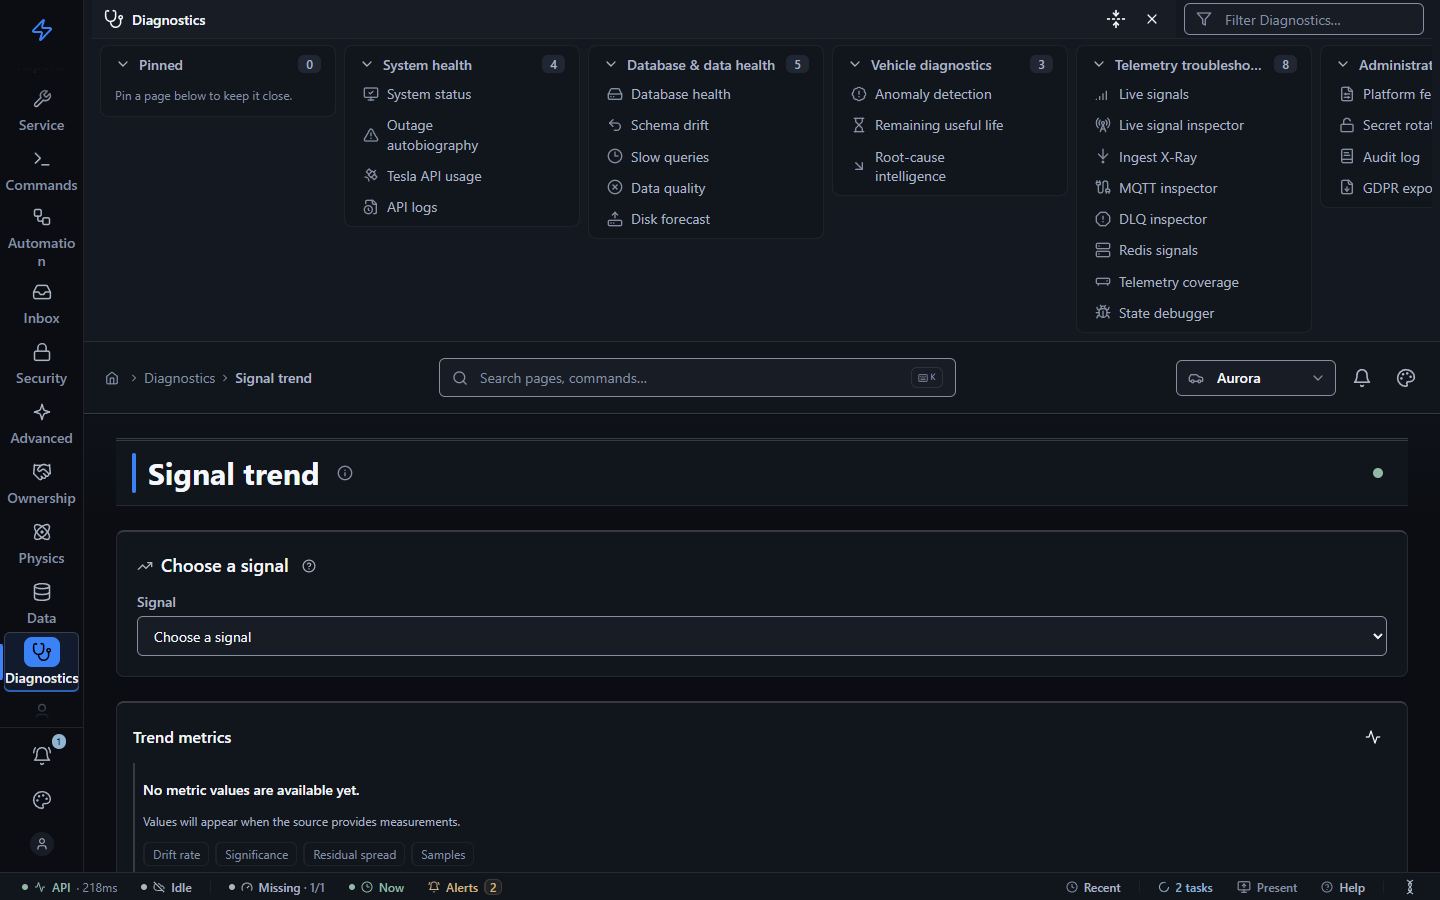 Diagnostics
Filter Diagnostics...
Pinned 0
Pin a page below to keep it close.
System health 4
System status
Outage
autobiography
Tesla API usage
API logs
Database & data health 5
Database health
Schema drift
Slow queries
Data quality
Disk forecast
Vehicle diagnostics 3
Anomaly detection
Remaining useful life
Root-cause
intelligence
Telemetry troublesho... 8
Live signals
Live signal inspector
Ingest X-Ray
MQTT inspector
DLQ inspector
Redis signals
Telemetry coverage
State debugger
Administrat
Platform fe
Secret rotat
Audit log
GDPR expo
Service
Commands
Automatio
n
Inbox
Security
Advanced
Ownership
Physics
Data
Diagnostics
1
Diagnostics
Signal trend
Search pages, commands...
K
Aurora
Signal trend
Choose a signal
Signal
Choose a signal
Trend metrics
No metric values are available yet.
Values will appear when the source provides measurements.
Drift rate
Significance
Residual spread
Samples
API · 218ms
Idle
Missing · 1/1
Now
Alerts 2
Recent
2 tasks
Present
Help